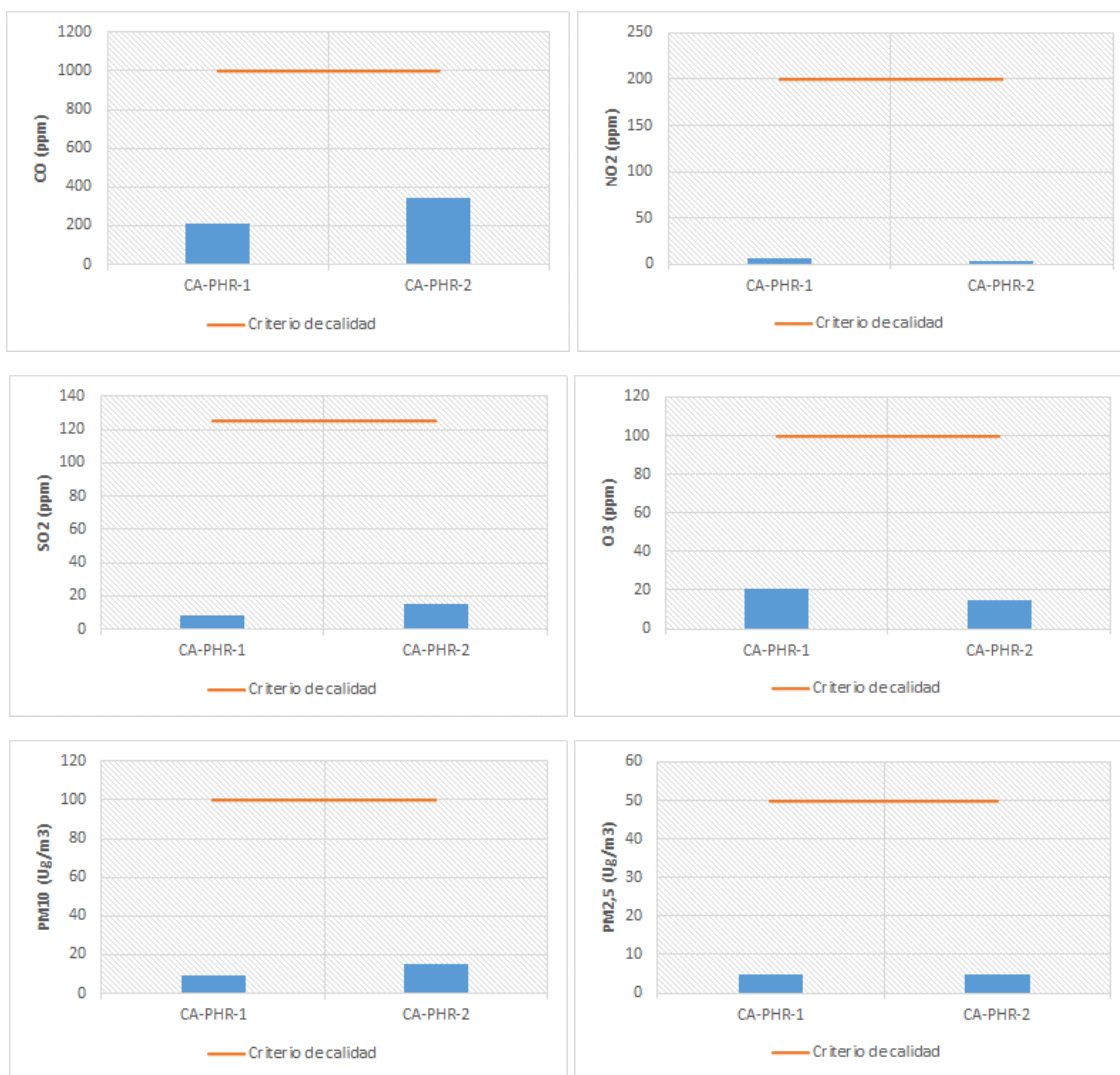 CO (ppm)
1200
1000
800
600
400
200
0
CA-PHR-1 CA-PHR-2
Criterio de calidad
NO2 (ppm)
250
200
150
100
50
0
CA-PHR-1 CA-PHR-2
Criterio de calidad
SO2 (ppm)
140
120
100
80
60
40
20
0
CA-PHR-1 CA-PHR-2
Criterio de calidad
O3 (ppm)
120
100
80
60
40
20
0
CA-PHR-1 CA-PHR-2
Criterio de calidad
PM10 (Ug/m3)
120
100
80
60
40
20
0
CA-PHR-1 CA-PHR-2
Criterio de calidad
PM2,5 (Ug/m3)
60
50
40
30
20
10
0
CA-PHR-1 CA-PHR-2
Criterio de calidad